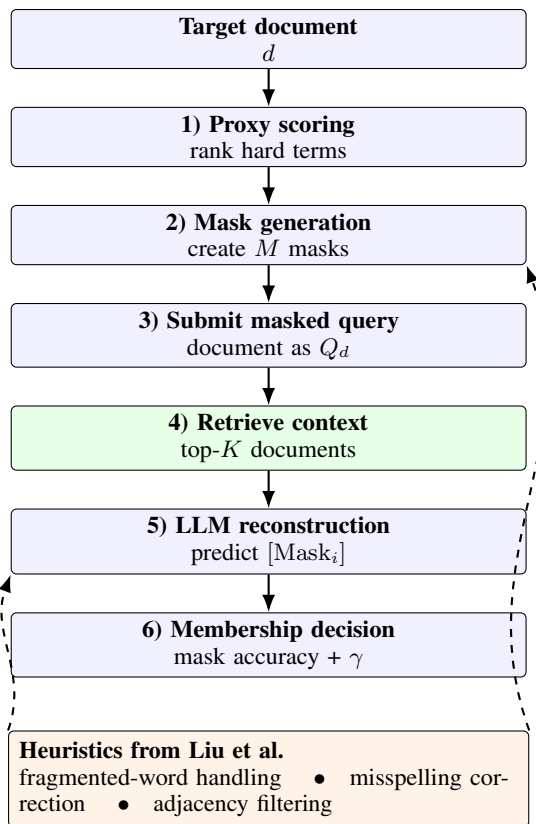 Target document
d
1) Proxy scoring
rank hard terms
2) Mask generation
create M masks
3) Submit masked query
document as Q_d
4) Retrieve context
top-K documents
5) LLM reconstruction
predict [Mask_i]
6) Membership decision
mask accuracy + γ
Heuristics from Liu et al.
fragmented-word handling • misspelling cor-
rection • adjacency filtering